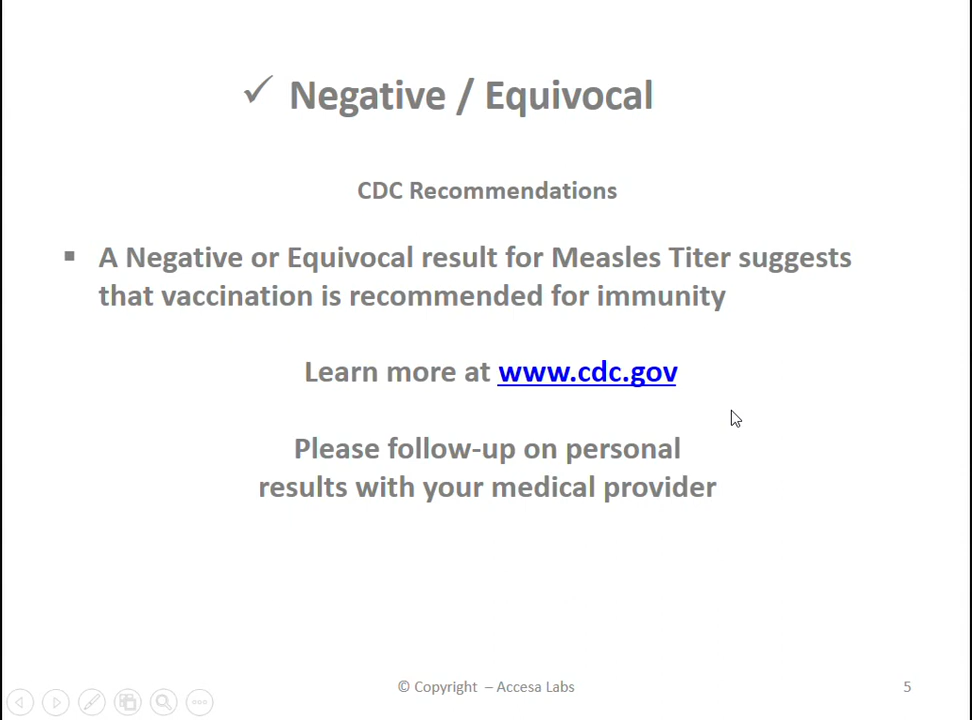 ✓ Negative / Equivocal
CDC Recommendations
▪ A Negative or Equivocal result for Measles Titer suggests
that vaccination is recommended for immunity
Learn more at www.cdc.gov
Please follow-up on personal
results with your medical provider
© Copyright – Accesa Labs
5